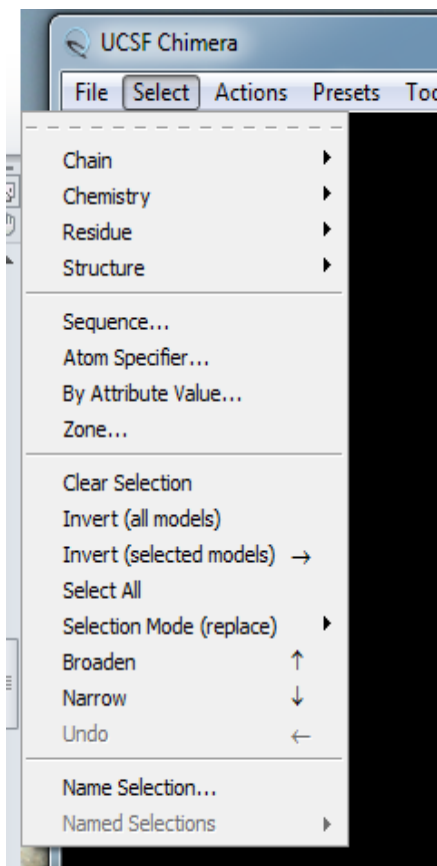 UCSF Chimera
File Select Actions Presets Too
Chain
Chemistry
Residue
Structure
Sequence...
Atom Specifier...
By Attribute Value...
Zone...
Clear Selection
Invert (all models)
Invert (selected models) →
Select All
Selection Mode (replace)
Broaden ↑
Narrow ↓
Undo ←
Name Selection...
Named Selections